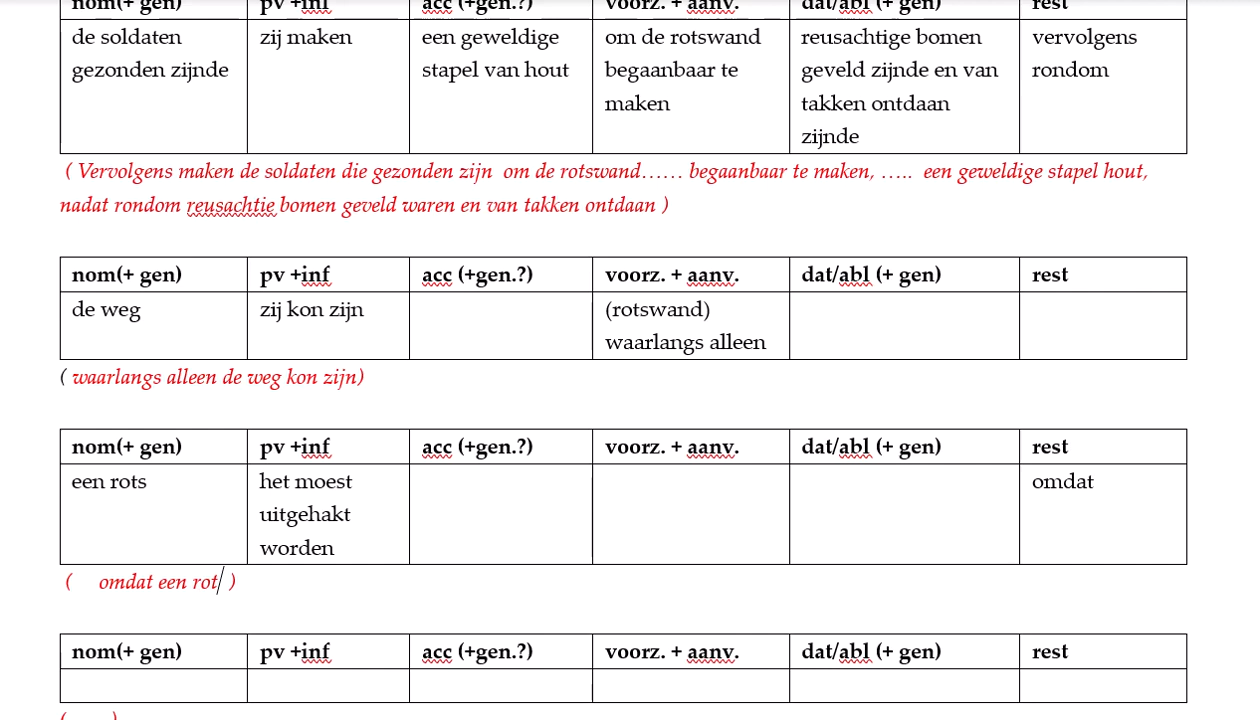 nom(+ gen) pv +inf acc (+gen.?) voorz. + aanv. dat/abl (+ gen) rest
de soldaten zij maken een geweldige om de rotswand reusachtige bomen vervolgens
gezonden zijnde stapel van hout begaanbaar te geveld zijnde en van rondom
maken takken ontdaan
zijnde
( Vervolgens maken de soldaten die gezonden zijn om de rotswand…… begaanbaar te maken, ….. een geweldige stapel hout,
nadat rondom reusachtie bomen geveld waren en van takken ontdaan )
nom(+ gen) pv +inf acc (+gen.?) voorz. + aanv. dat/abl (+ gen) rest
de weg zij kon zijn (rotswand)
waarlangs alleen
( waarlangs alleen de weg kon zijn)
nom(+ gen) pv +inf acc (+gen.?) voorz. + aanv. dat/abl (+ gen) rest
een rots het moest omdat
uitgehakt
worden
( omdat een rot )
nom(+ gen) pv +inf acc (+gen.?) voorz. + aanv. dat/abl (+ gen) rest
( )